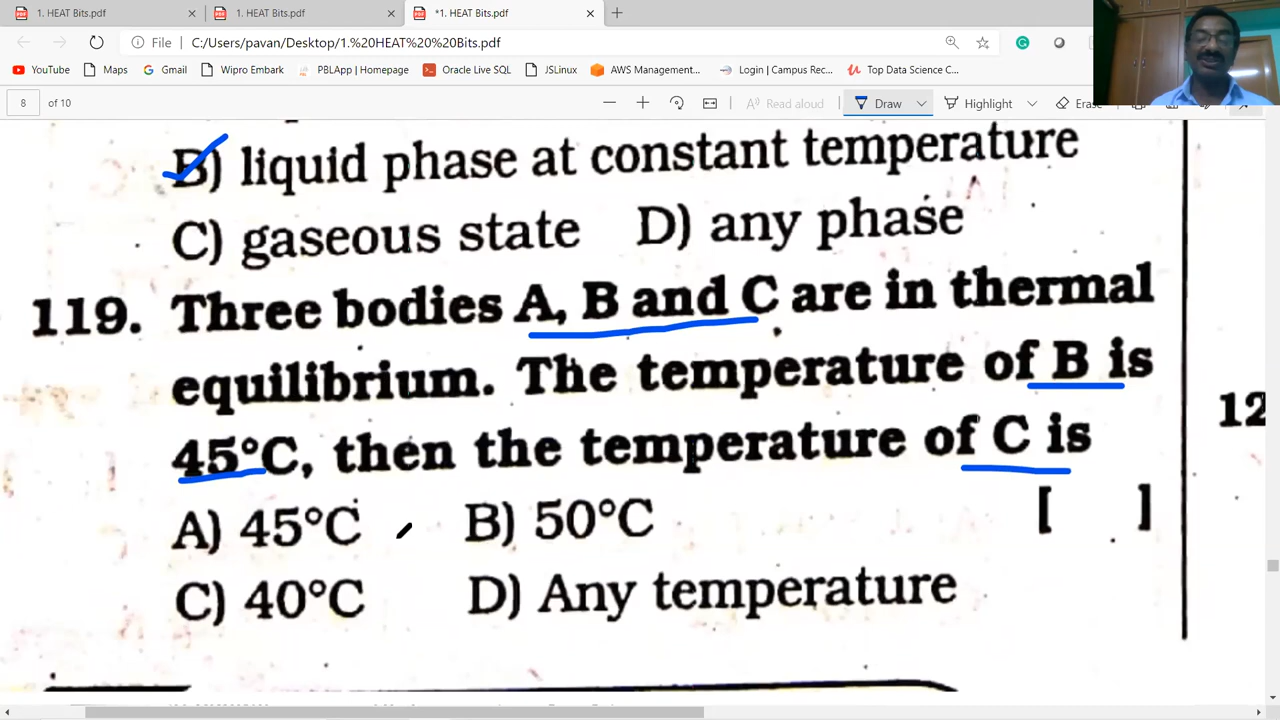 1. HEAT Bits.pdf
1. HEAT Bits.pdf
*1. HEAT Bits.pdf
File
C:/Users/pavan/Desktop/1.%20HEAT%20%20Bits.pdf
YouTube
Maps
Gmail
Wipro Embark
PBLApp | Homepage
Oracle Live SQL
JSLinux
AWS Management...
Login | Campus Rec...
Top Data Science C...
8 of 10
Read aloud
Draw
Highlight
Erase
B) liquid phase at constant temperature
C) gaseous state D) any phase
119. Three bodies A, B and C are in thermal
equilibrium. The temperature of B is
45°C, then the temperature of C is
A) 45°C B) 50°C [ ]
C) 40°C D) Any temperature
12